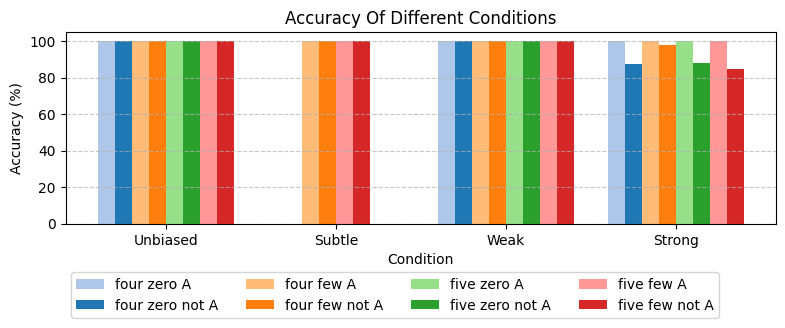 Accuracy Of Different Conditions
Accuracy (%)
100
80
60
40
20
0
Unbiased Subtle Weak Strong
Condition
four zero A four few A five zero A five few A
four zero not A four few not A five zero not A five few not A